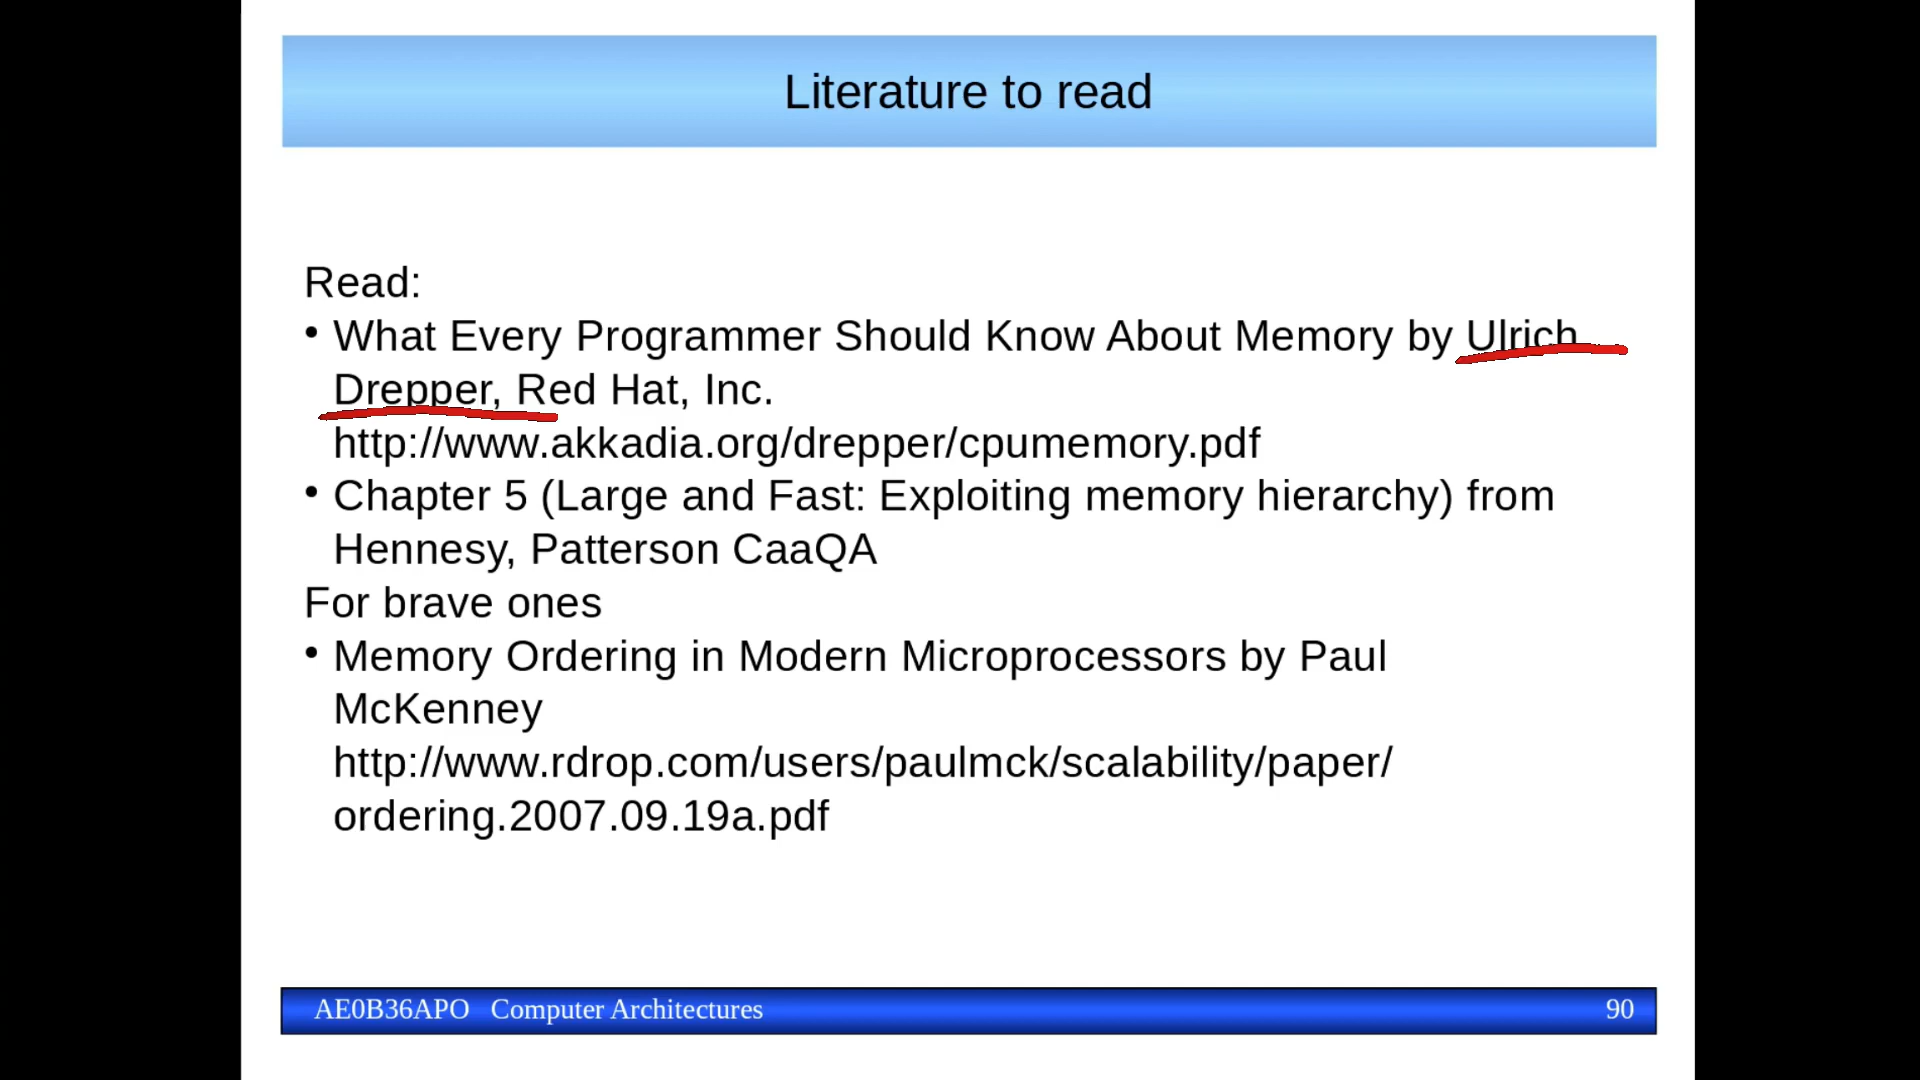 Literature to read
Read:
• What Every Programmer Should Know About Memory by Ulrich
Drepper, Red Hat, Inc.
http://www.akkadia.org/drepper/cpumemory.pdf
• Chapter 5 (Large and Fast: Exploiting memory hierarchy) from
Hennesy, Patterson CaaQA
For brave ones
• Memory Ordering in Modern Microprocessors by Paul
McKenney
http://www.rdrop.com/users/paulmck/scalability/paper/
ordering.2007.09.19a.pdf
AE0B36APO Computer Architectures 90